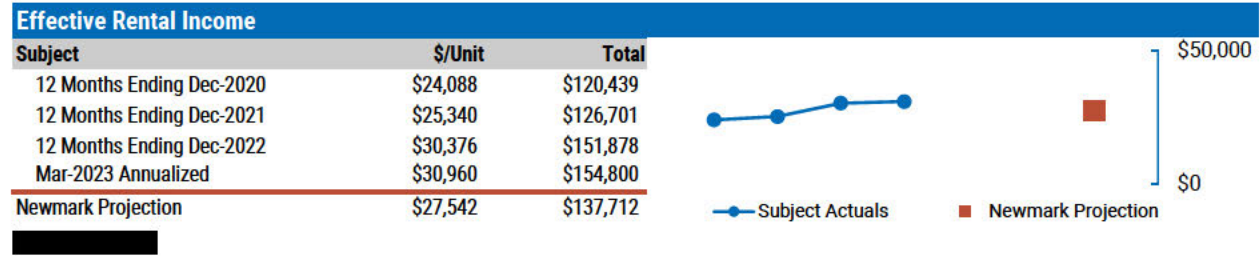 Effective Rental Income
Subject $/Unit Total
12 Months Ending Dec-2020 $24,088 $120,439
12 Months Ending Dec-2021 $25,340 $126,701
12 Months Ending Dec-2022 $30,376 $151,878
Mar-2023 Annualized $30,960 $154,800
Newmark Projection $27,542 $137,712
$50,000
$0
Subject Actuals Newmark Projection